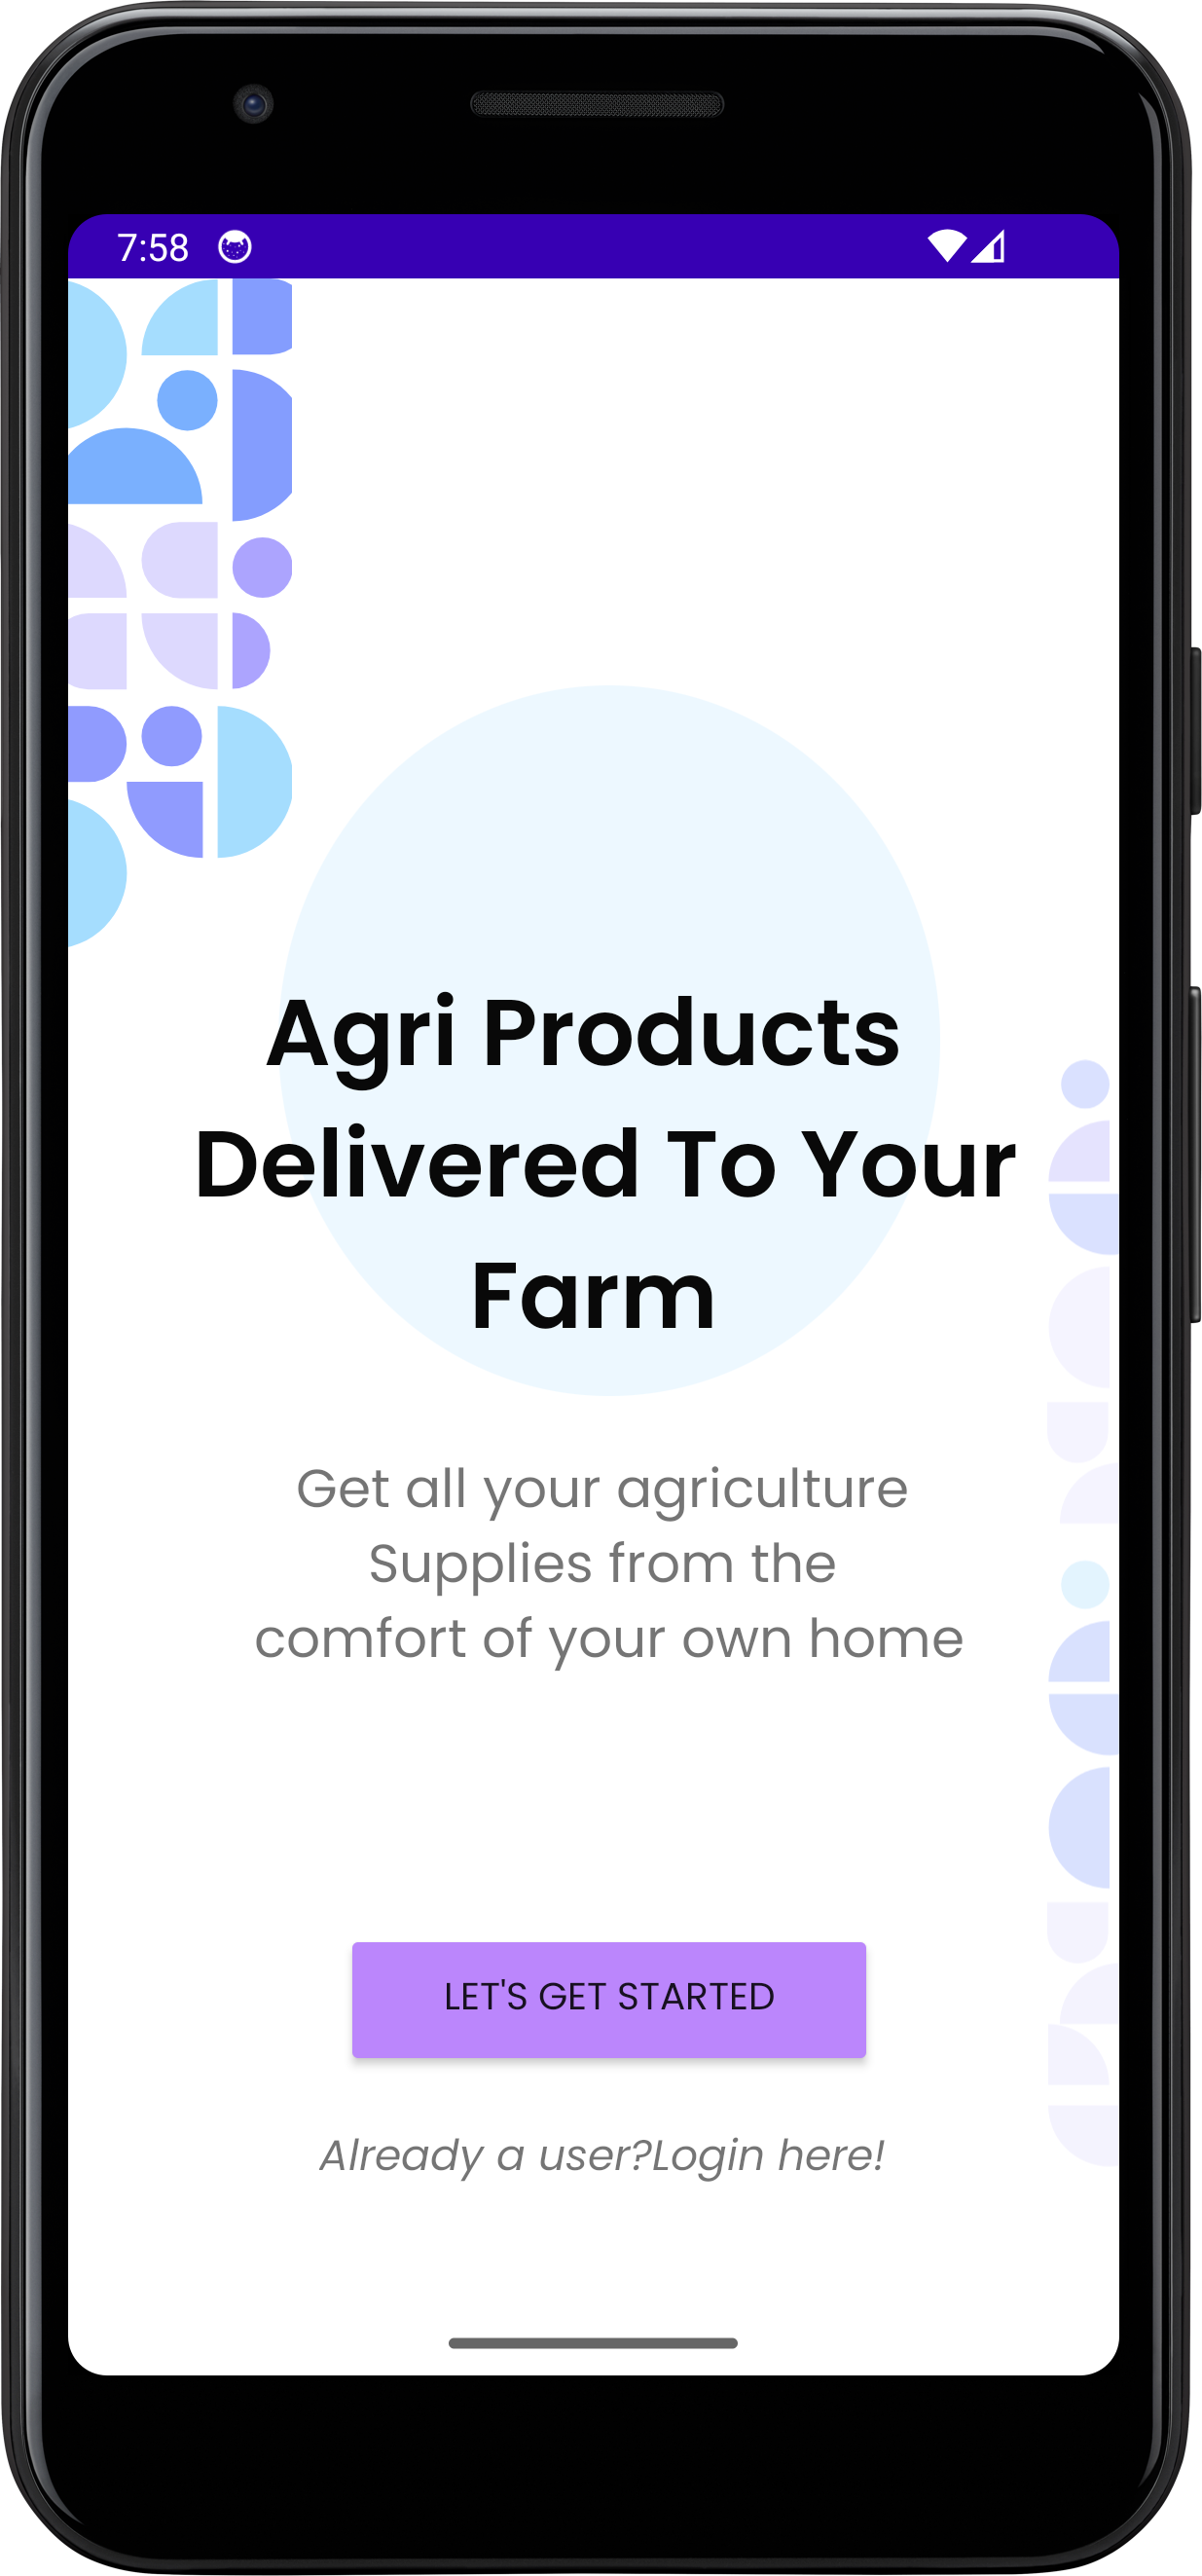 7:58
Agri Products
Delivered To Your
Farm
Get all your agriculture
Supplies from the
comfort of your own home
LET'S GET STARTED
Already a user?Login here!